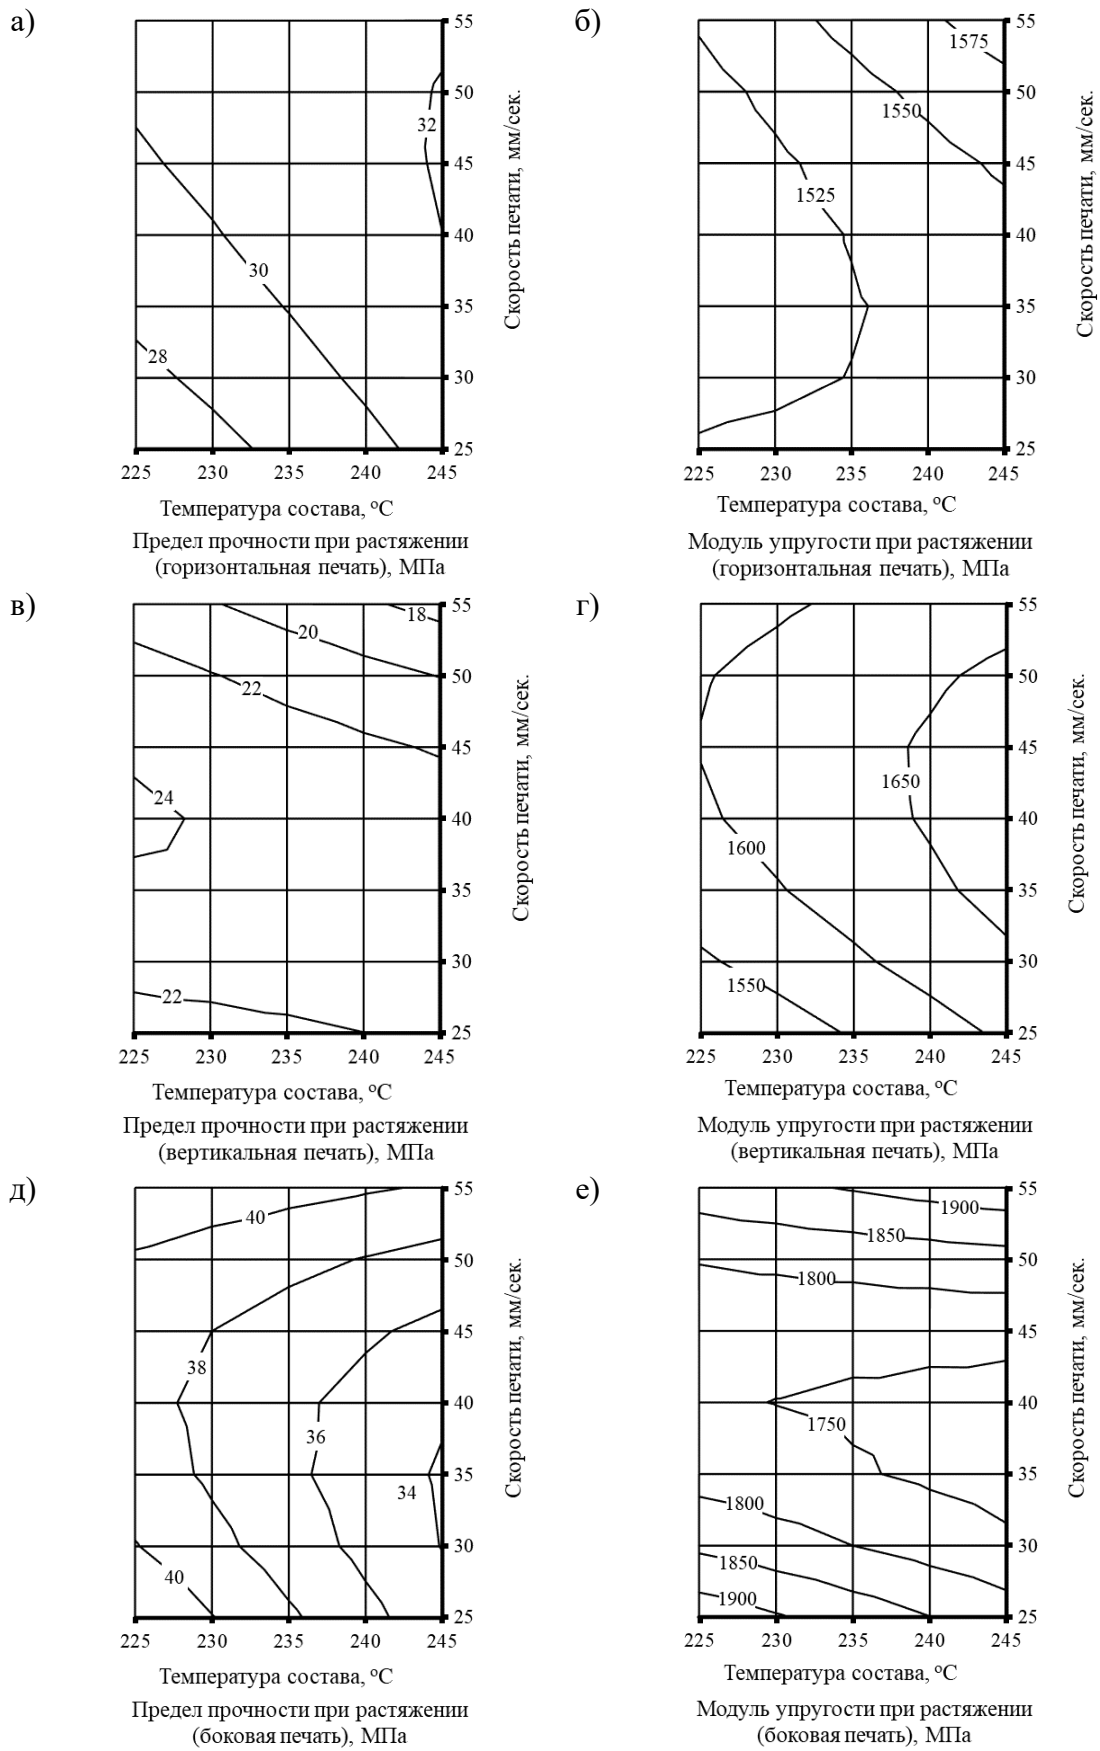 а)
55
50
45
40
35
30
25
32
30
28
Скорость печати, мм/сек.
225 230 235 240 245
Температура состава, °С
Предел прочности при растяжении
(горизонтальная печать), МПа
б)
55
50
45
40
35
30
25
1575
1550
1525
Скорость печати, мм/сек.
225 230 235 240 245
Температура состава, °С
Модуль упругости при растяжении
(горизонтальная печать), МПа
в)
55
50
45
40
35
30
25
18
20
22
24
22
Скорость печати, мм/сек.
225 230 235 240 245
Температура состава, °С
Предел прочности при растяжении
(вертикальная печать), МПа
г)
55
50
45
40
35
30
25
1650
1600
1550
Скорость печати, мм/сек.
225 230 235 240 245
Температура состава, °С
Модуль упругости при растяжении
(вертикальная печать), МПа
д)
55
50
45
40
35
30
25
40
38
36
34
40
Скорость печати, мм/сек.
225 230 235 240 245
Температура состава, °С
Предел прочности при растяжении
(боковая печать), МПа
е)
55
50
45
40
35
30
25
1900
1850
1800
1750
1800
1850
1900
Скорость печати, мм/сек.
225 230 235 240 245
Температура состава, °С
Модуль упругости при растяжении
(боковая печать), МПа